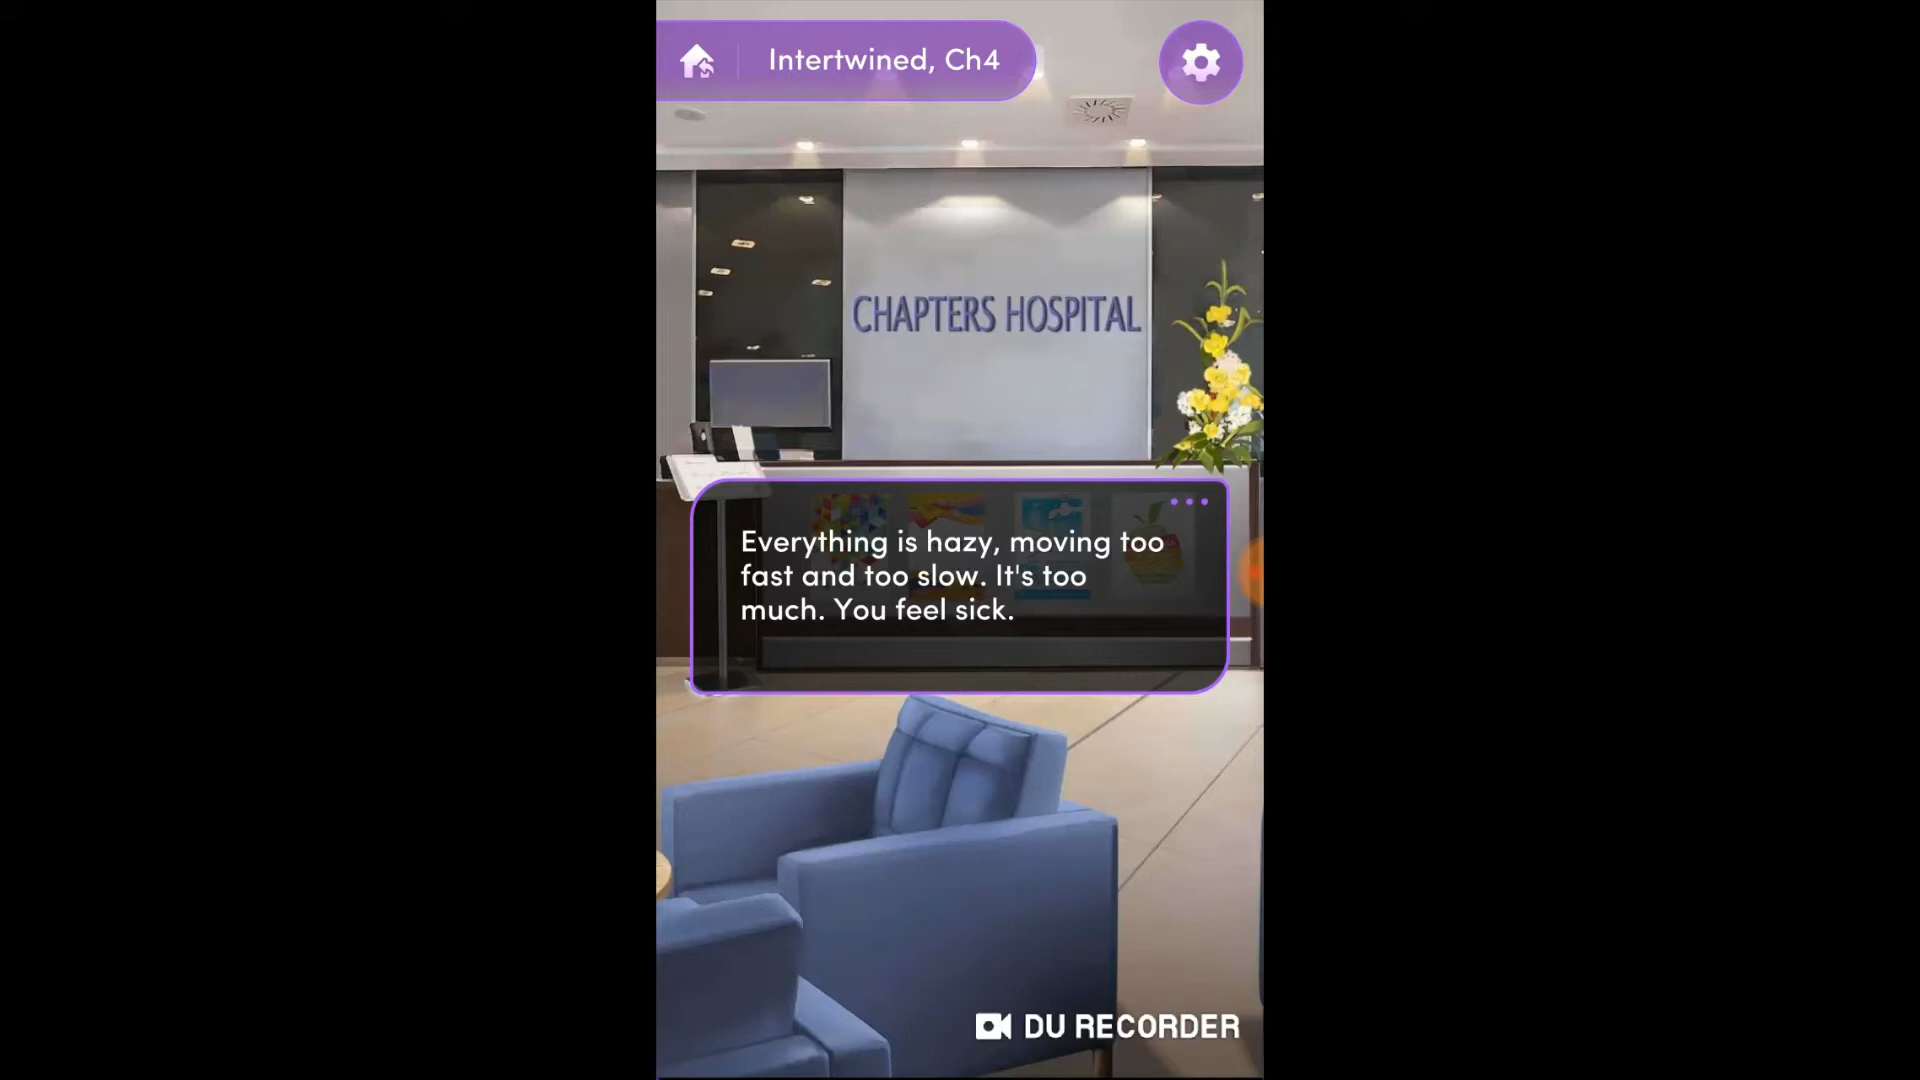 Intertwined, Ch4
CHAPTERS HOSPITAL
Everything is hazy, moving too
fast and too slow. It's too
much. You feel sick.
DU RECORDER